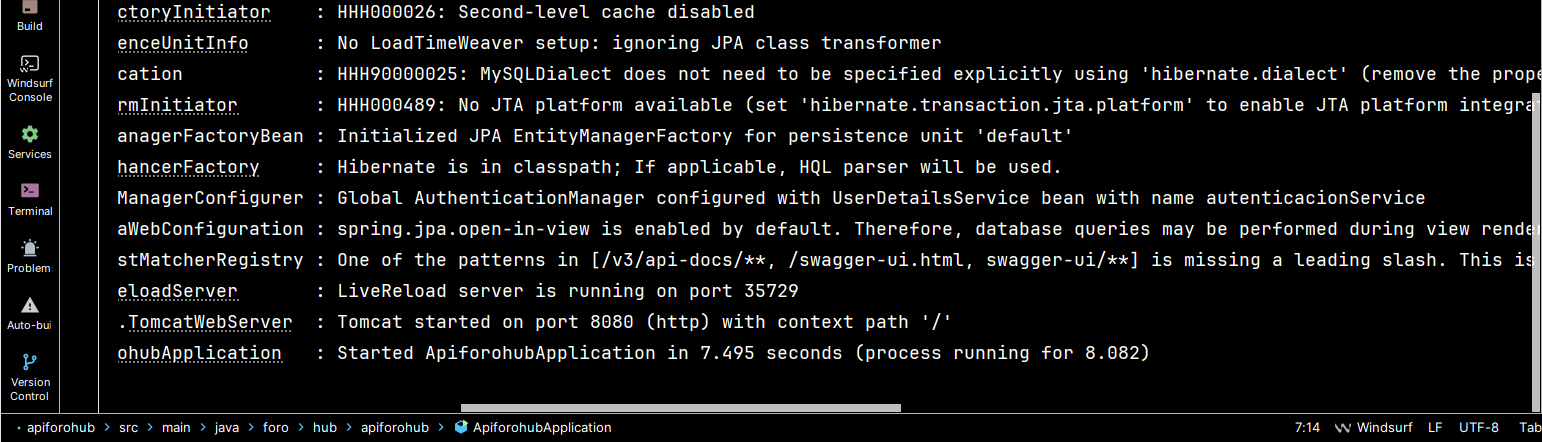 Build
Windsurf
Console
Services
Terminal
Problem
Auto-bui
Version
Control
ctoryInitiator : HHH000026: Second-level cache disabled
enceUnitInfo : No LoadTimeWeaver setup: ignoring JPA class transformer
cation : HHH90000025: MySQLDialect does not need to be specified explicitly using 'hibernate.dialect' (remove the prope
rmInitiator : HHH000489: No JTA platform available (set 'hibernate.transaction.jta.platform' to enable JTA platform integrat
anagerFactoryBean : Initialized JPA EntityManagerFactory for persistence unit 'default'
hancerFactory : Hibernate is in classpath; If applicable, HQL parser will be used.
ManagerConfigurer : Global AuthenticationManager configured with UserDetailsService bean with name autenticacionService
aWebConfiguration : spring.jpa.open-in-view is enabled by default. Therefore, database queries may be performed during view rende
stMatcherRegistry : One of the patterns in [/v3/api-docs/**, /swagger-ui.html, swagger-ui/**] is missing a leading slash. This is
eloadServer : LiveReload server is running on port 35729
.TomcatWebServer : Tomcat started on port 8080 (http) with context path '/'
ohubApplication : Started ApiforohubApplication in 7.495 seconds (process running for 8.082)
apiforohub > src > main > java > foro > hub > apiforohub > ApiforohubApplication
7:14 Windsurf LF UTF-8 Tab